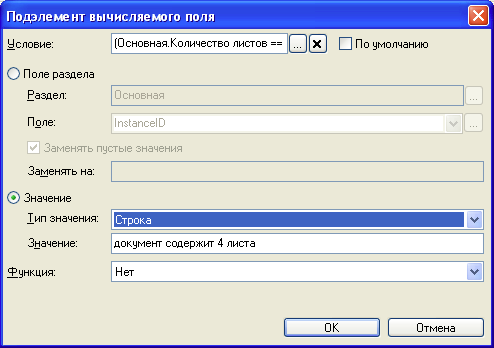 Подэлемент вычисляемого поля
Условие: (Основная.Количество листов == ... По умолчанию
Поле раздела
Раздел: Основная ...
Поле: InstanceID ...
Заменять пустые значения
Заменять на:
Значение
Тип значения: Строка
Значение: документ содержит 4 листа
Функция: Нет
OK Отмена